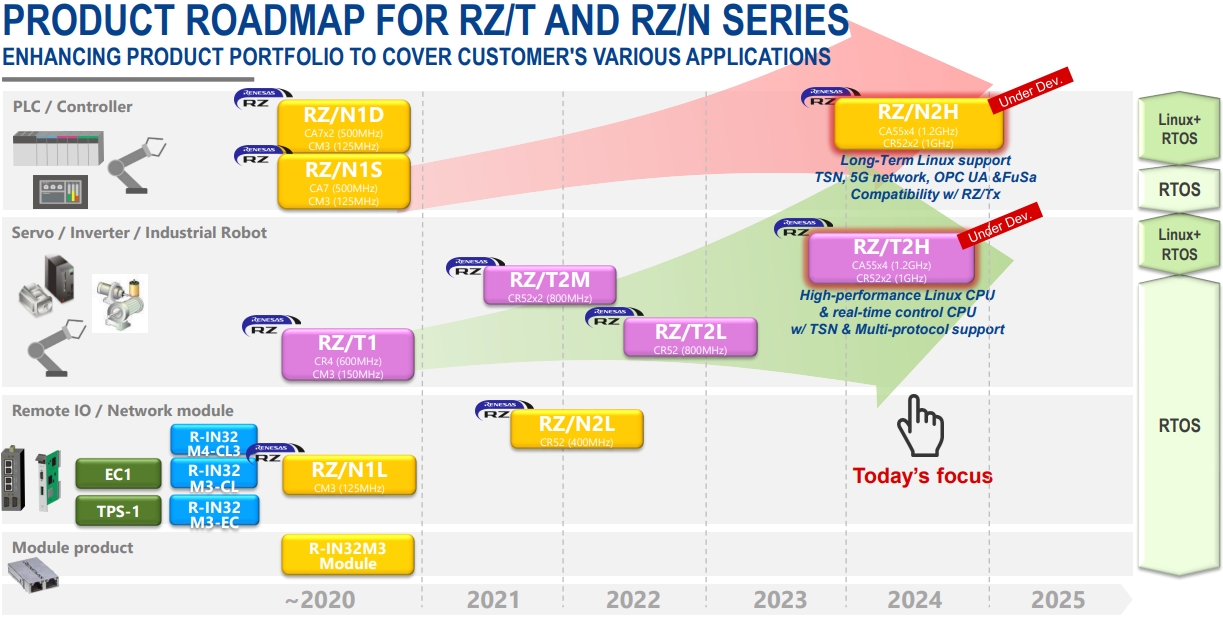 PRODUCT ROADMAP FOR RZ/T AND RZ/N SERIES
ENHANCING PRODUCT PORTFOLIO TO COVER CUSTOMER'S VARIOUS APPLICATIONS
PLC / Controller
RENESAS
RZ
RZ/N1D
CA7x2 (500MHz)
CM3 (125MHz)
RENESAS
RZ
RZ/N1S
CA7 (500MHz)
CM3 (125MHz)
RENESAS
RZ
RZ/N2H
CA55x4 (1.2GHz)
CR52x2 (1GHz)
Under Dev.
Long-Term Linux support
TSN, 5G network, OPC UA &FuSa
Compatibility w/ RZ/Tx
Linux+
RTOS
RTOS
Servo / Inverter / Industrial Robot
RENESAS
RZ
RZ/T1
CR4 (600MHz)
CM3 (150MHz)
RENESAS
RZ
RZ/T2M
CR52x2 (800MHz)
RENESAS
RZ
RZ/T2L
CR52 (800MHz)
RENESAS
RZ
RZ/T2H
CA55x4 (1.2GHz)
CR52x2 (1GHz)
Under Dev.
High-performance Linux CPU
& real-time control CPU
w/ TSN & Multi-protocol support
Linux+
RTOS
Remote IO / Network module
R-IN32
M4-CL3
EC1
R-IN32
M3-CL
TPS-1
R-IN32
M3-EC
RENESAS
RZ
RZ/N1L
CM3 (125MHz)
RENESAS
RZ
RZ/N2L
CR52 (400MHz)
Today's focus
RTOS
Module product
R-IN32M3
Module
~2020
2021
2022
2023
2024
2025